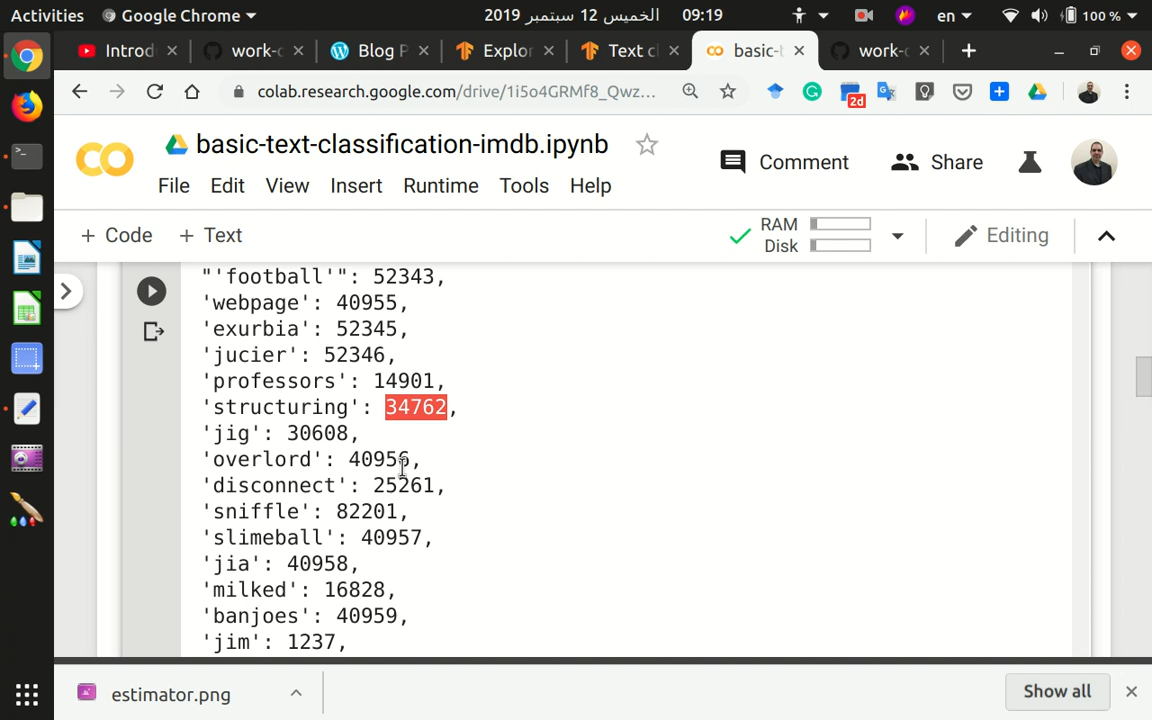 Activities Google Chrome 2019 الخميس 12 سبتمبر 09:19 en 100 %
Introd work- Blog P Explor Text cl basic- work-
colab.research.google.com/drive/1i5o4GRMf8_Qwz... 2d
basic-text-classification-imdb.ipynb Comment Share
File Edit View Insert Runtime Tools Help
+ Code + Text RAM Disk Editing
"'football'": 52343,
'webpage': 40955,
'exurbia': 52345,
'jucier': 52346,
'professors': 14901,
'structuring': 34762,
'jig': 30608,
'overlord': 40956,
'disconnect': 25261,
'sniffle': 82201,
'slimeball': 40957,
'jia': 40958,
'milked': 16828,
'banjoes': 40959,
'jim': 1237,
estimator.png Show all